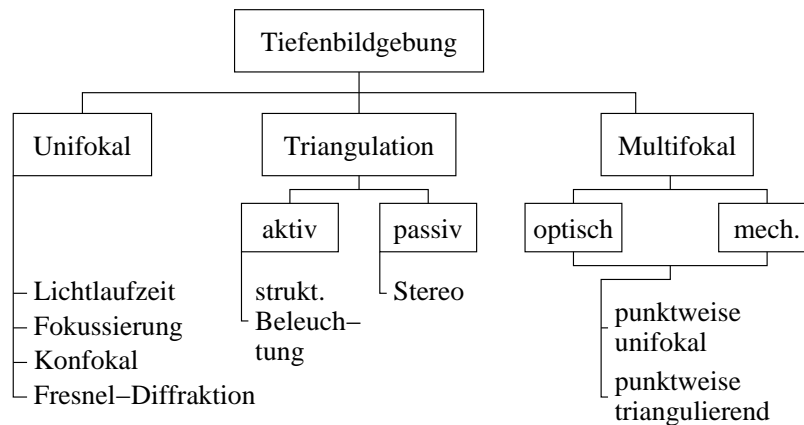 Tiefenbildgebung
Unifokal
Triangulation
Multifokal
aktiv
passiv
optisch
mech.
Lichtlaufzeit
Fokussierung
Konfokal
Fresnel−Diffraktion
strukt.
Beleuch−
tung
Stereo
punktweise
unifokal
punktweise
triangulierend